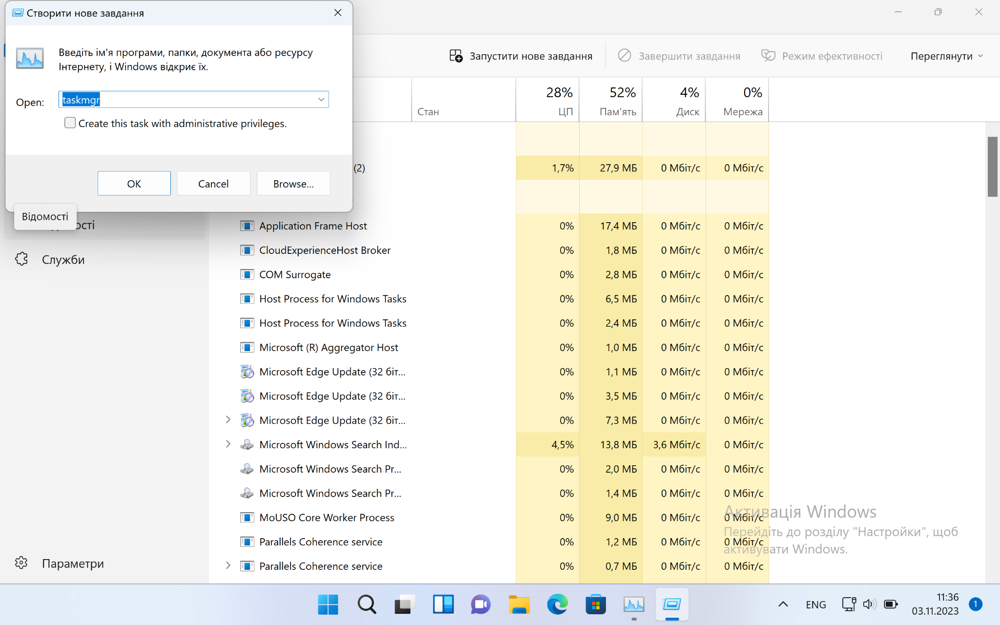 Створити нове завдання
Введіть ім'я програми, папки, документа або ресурсу
Інтернету, і Windows відкриє їх.
Open: taskmgr
Create this task with administrative privileges.
OK Cancel Browse...
Відомості
ості
Служби
Параметри
Запустити нове завдання Завершити завдання Режим ефективності Переглянути
28% 52% 4% 0%
Стан ЦП Пам'ять Диск Мережа
(2) 1,7% 27,9 МБ 0 Мбіт/с 0 Мбіт/с
Application Frame Host 0% 17,4 МБ 0 Мбіт/с 0 Мбіт/с
CloudExperienceHost Broker 0% 1,8 МБ 0 Мбіт/с 0 Мбіт/с
COM Surrogate 0% 2,8 МБ 0 Мбіт/с 0 Мбіт/с
Host Process for Windows Tasks 0% 6,5 МБ 0 Мбіт/с 0 Мбіт/с
Host Process for Windows Tasks 0% 2,4 МБ 0 Мбіт/с 0 Мбіт/с
Microsoft (R) Aggregator Host 0% 1,0 МБ 0 Мбіт/с 0 Мбіт/с
Microsoft Edge Update (32 біт... 0% 1,1 МБ 0 Мбіт/с 0 Мбіт/с
Microsoft Edge Update (32 біт... 0% 3,5 МБ 0 Мбіт/с 0 Мбіт/с
Microsoft Edge Update (32 біт... 0% 7,3 МБ 0 Мбіт/с 0 Мбіт/с
Microsoft Windows Search Ind... 4,5% 13,8 МБ 3,6 Мбіт/с 0 Мбіт/с
Microsoft Windows Search Pr... 0% 2,0 МБ 0 Мбіт/с 0 Мбіт/с
Microsoft Windows Search Pr... 0% 1,4 МБ 0 Мбіт/с 0 Мбіт/с
MoUSO Core Worker Process 0% 9,0 МБ 0 Мбіт/с 0 Мбіт/с
Parallels Coherence service 0% 1,2 МБ 0 Мбіт/с 0 Мбіт/с
Parallels Coherence service 0% 0,7 МБ 0 Мбіт/с 0 Мбіт/с
Активація Windows
Перейдіть до розділу "Настройки", щоб
активувати Windows.
ENG 11:36
03.11.2023 1